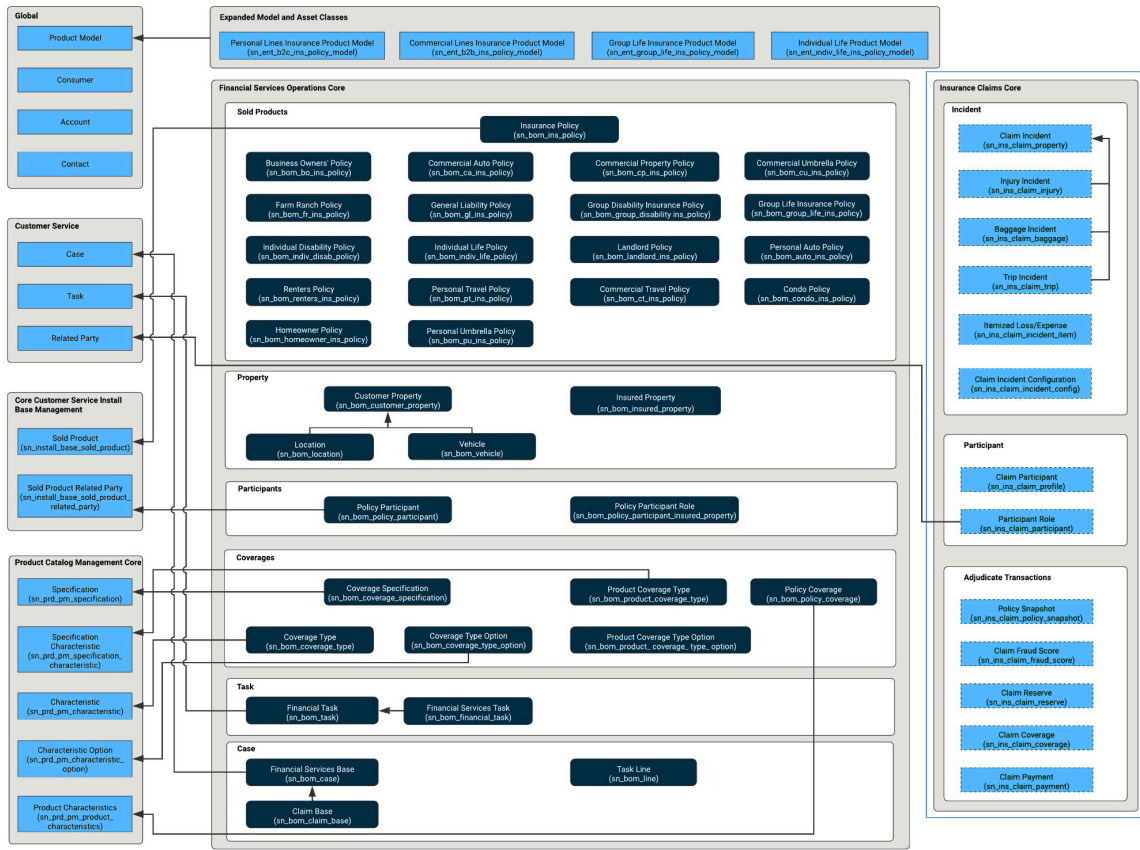 Global
Product Model
Consumer
Account
Contact
Customer Service
Case
Task
Related Party
Core Customer Service Install
Base Management
Sold Product
(sn_install_base_sold_product)
Sold Product Related Party
(sn_install_base_sold_product_
related_party)
Product Catalog Management Core
Specification
(sn_prd_pm_specification)
Specification
Characteristic
(sn_prd_pm_specification_
characteristic)
Characteristic
(sn_prd_pm_characteristic)
Characteristic Option
(sn_prd_pm_characteristic_
option)
Product Characteristics
(sn_prd_pm_product_
characteristics)
Expanded Model and Asset Classes
Personal Lines Insurance Product Model
(sn_ent_b2c_ins_policy_model)
Commercial Lines Insurance Product Model
(sn_ent_b2b_ins_policy_model)
Group Life Insurance Product Model
(sn_ent_group_life_ins_policy_model)
Individual Life Product Model
(sn_ent_indiv_life_ins_policy_model)
Financial Services Operations Core
Sold Products
Insurance Policy
(sn_bom_ins_policy)
Business Owners' Policy
(sn_bom_bo_ins_policy)
Commercial Auto Policy
(sn_bom_ca_ins_policy)
Commercial Property Policy
(sn_bom_cp_ins_policy)
Commercial Umbrella Policy
(sn_bom_cu_ins_policy)
Farm Ranch Policy
(sn_bom_fr_ins_policy)
General Liability Policy
(sn_bom_gl_ins_policy)
Group Disability Insurance Policy
(sn_bom_group_disability ins_policy)
Group Life Insurance Policy
(sn_bom_group_life_ins_policy)
Individual Disability Policy
(sn_bom_indiv_disab_policy)
Individual Life Policy
(sn_bom_indiv_life_policy)
Landlord Policy
(sn_bom_landlord_ins_policy)
Personal Auto Policy
(sn_bom_auto_ins_policy)
Renters Policy
(sn_bom_renters_ins_policy)
Personal Travel Policy
(sn_bom_pt_ins_policy)
Commercial Travel Policy
(sn_bom_ct_ins_policy)
Condo Policy
(sn_bom_condo_ins_policy)
Homeowner Policy
(sn_bom_homeowner_ins_policy)
Personal Umbrella Policy
(sn_bom_pu_ins_policy)
Property
Customer Property
(sn_bom_customer_property)
Insured Property
(sn_bom_insured_property)
Location
(sn_bom_location)
Vehicle
(sn_bom_vehicle)
Participants
Policy Participant
(sn_bom_policy_participant)
Policy Participant Role
(sn_bom_policy_participant_insured_property)
Coverages
Coverage Specification
(sn_bom_coverage_specification)
Product Coverage Type
(sn_bom_product_coverage_type)
Policy Coverage
(sn_bom_policy_coverage)
Coverage Type
(sn_bom_coverage_type)
Coverage Type Option
(sn_bom_coverage_type_option)
Product Coverage Type Option
(sn_bom_product_ coverage_ type_ option)
Task
Financial Task
(sn_bom_task)
Financial Services Task
(sn_bom_financial_task)
Case
Financial Services Base
(sn_bom_case)
Task Line
(sn_bom_line)
Claim Base
(sn_bom_claim_base)
Insurance Claims Core
Incident
Claim Incident
(sn_ins_claim_property)
Injury Incident
(sn_ins_claim_injury)
Baggage Incident
(sn_ins_claim_baggage)
Trip Incident
(sn_ins_claim_trip)
Itemized Loss/Expense
(sn_ins_claim_incident_item)
Claim Incident Configuration
(sn_ins_claim_incident_config)
Participant
Claim Participant
(sn_ins_claim_profile)
Participant Role
(sn_ins_claim_participant)
Adjudicate Transactions
Policy Snapshot
(sn_ins_claim_policy_snapshot)
Claim Fraud Score
(sn_ins_claim_fraud_score)
Claim Reserve
(sn_ins_claim_reserve)
Claim Coverage
(sn_ins_claim_coverage)
Claim Payment
(sn_ins_claim_payment)